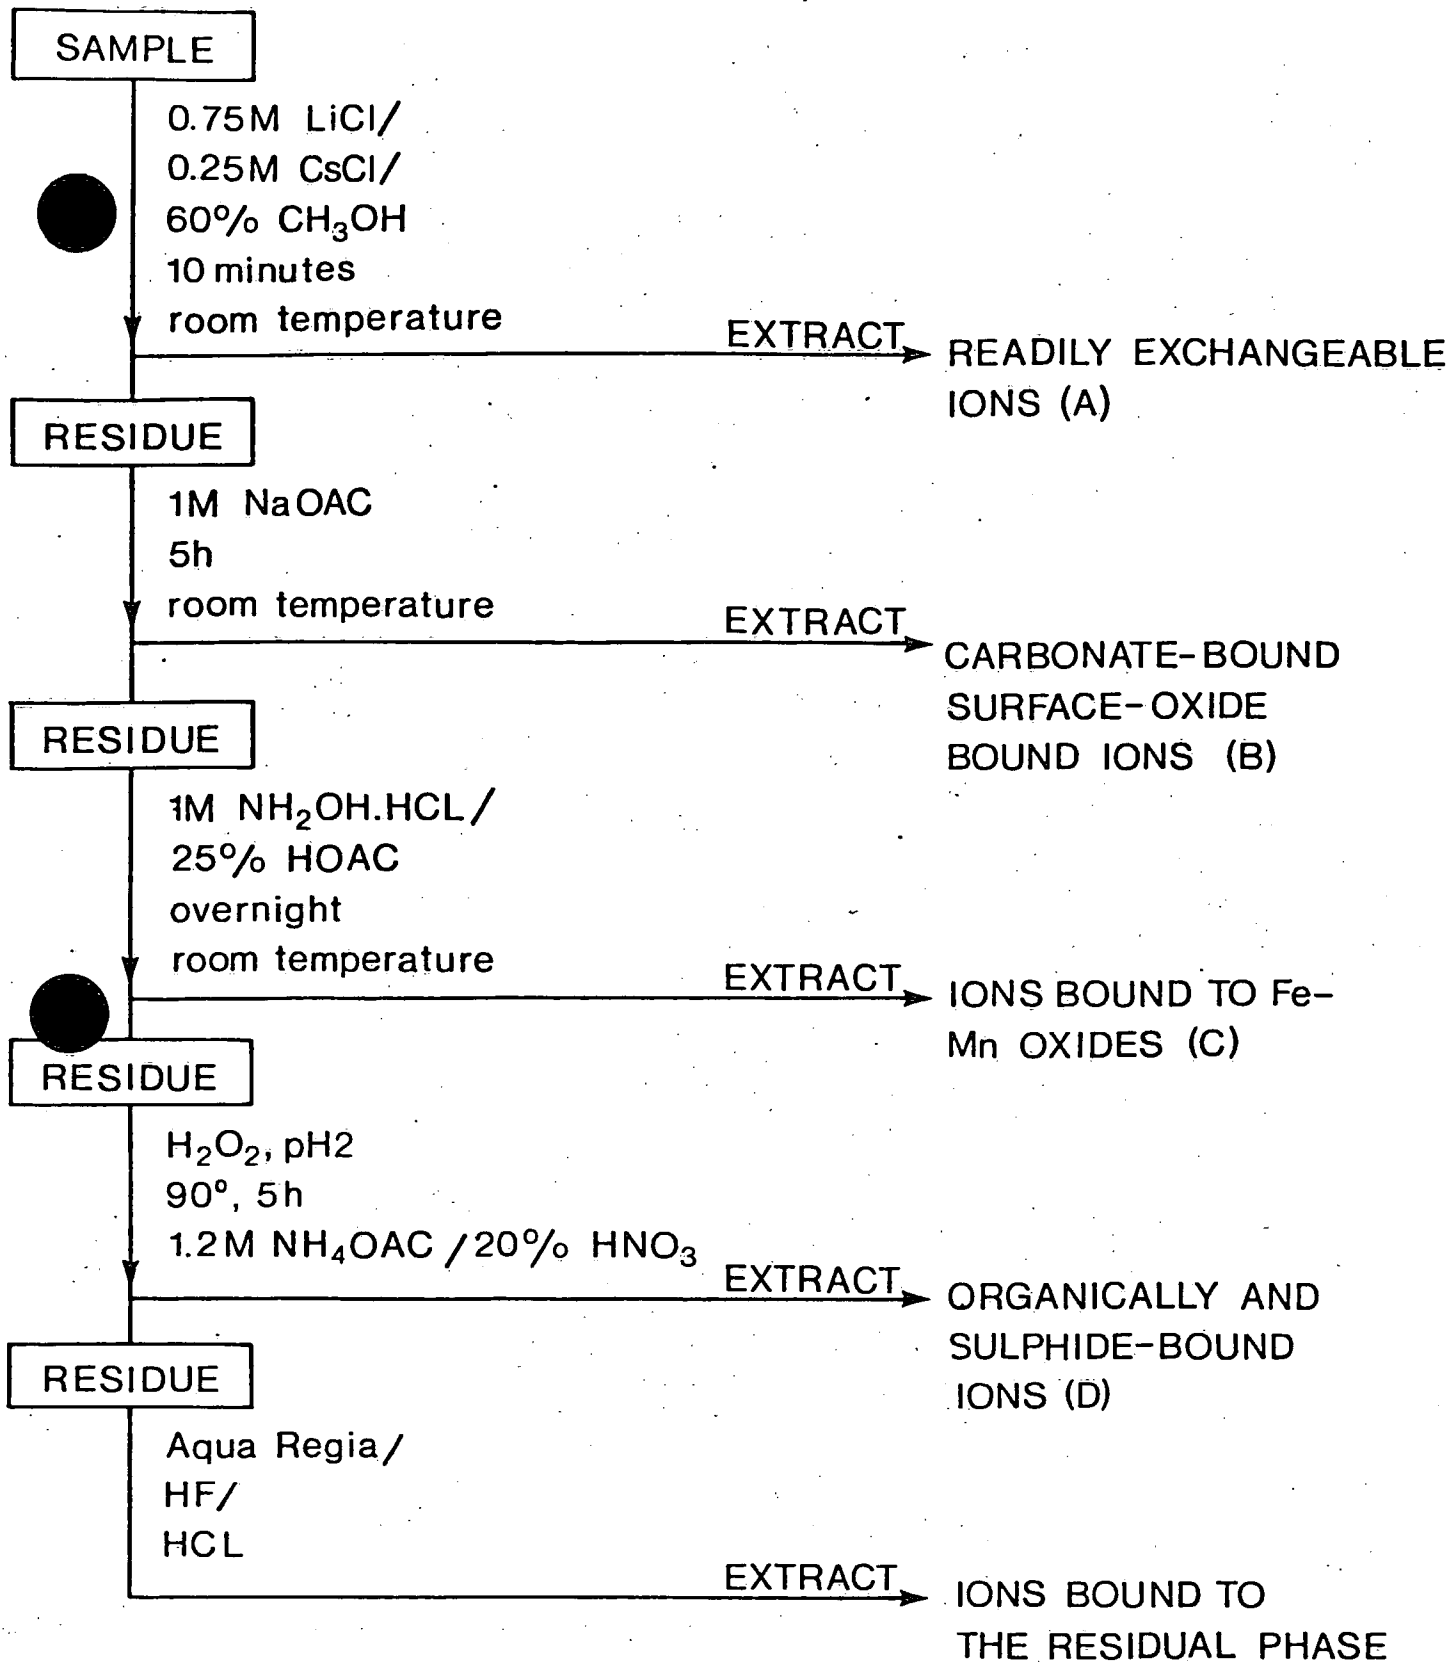 SAMPLE
0.75M LiCl/
0.25M CsCl/
60% CH₃OH
10 minutes
room temperature
EXTRACT
READILY EXCHANGEABLE
IONS (A)
RESIDUE
1M NaOAC
5h
room temperature
EXTRACT
CARBONATE-BOUND
SURFACE-OXIDE
BOUND IONS (B)
RESIDUE
1M NH₂OH.HCL/
25% HOAC
overnight
room temperature
EXTRACT
IONS BOUND TO Fe-
Mn OXIDES (C)
RESIDUE
H₂O₂, pH2
90°, 5h
1.2M NH₄OAC /20% HNO₃
EXTRACT
ORGANICALLY AND
SULPHIDE-BOUND
IONS (D)
RESIDUE
Aqua Regia/
HF/
HCL
EXTRACT
IONS BOUND TO
THE RESIDUAL PHASE